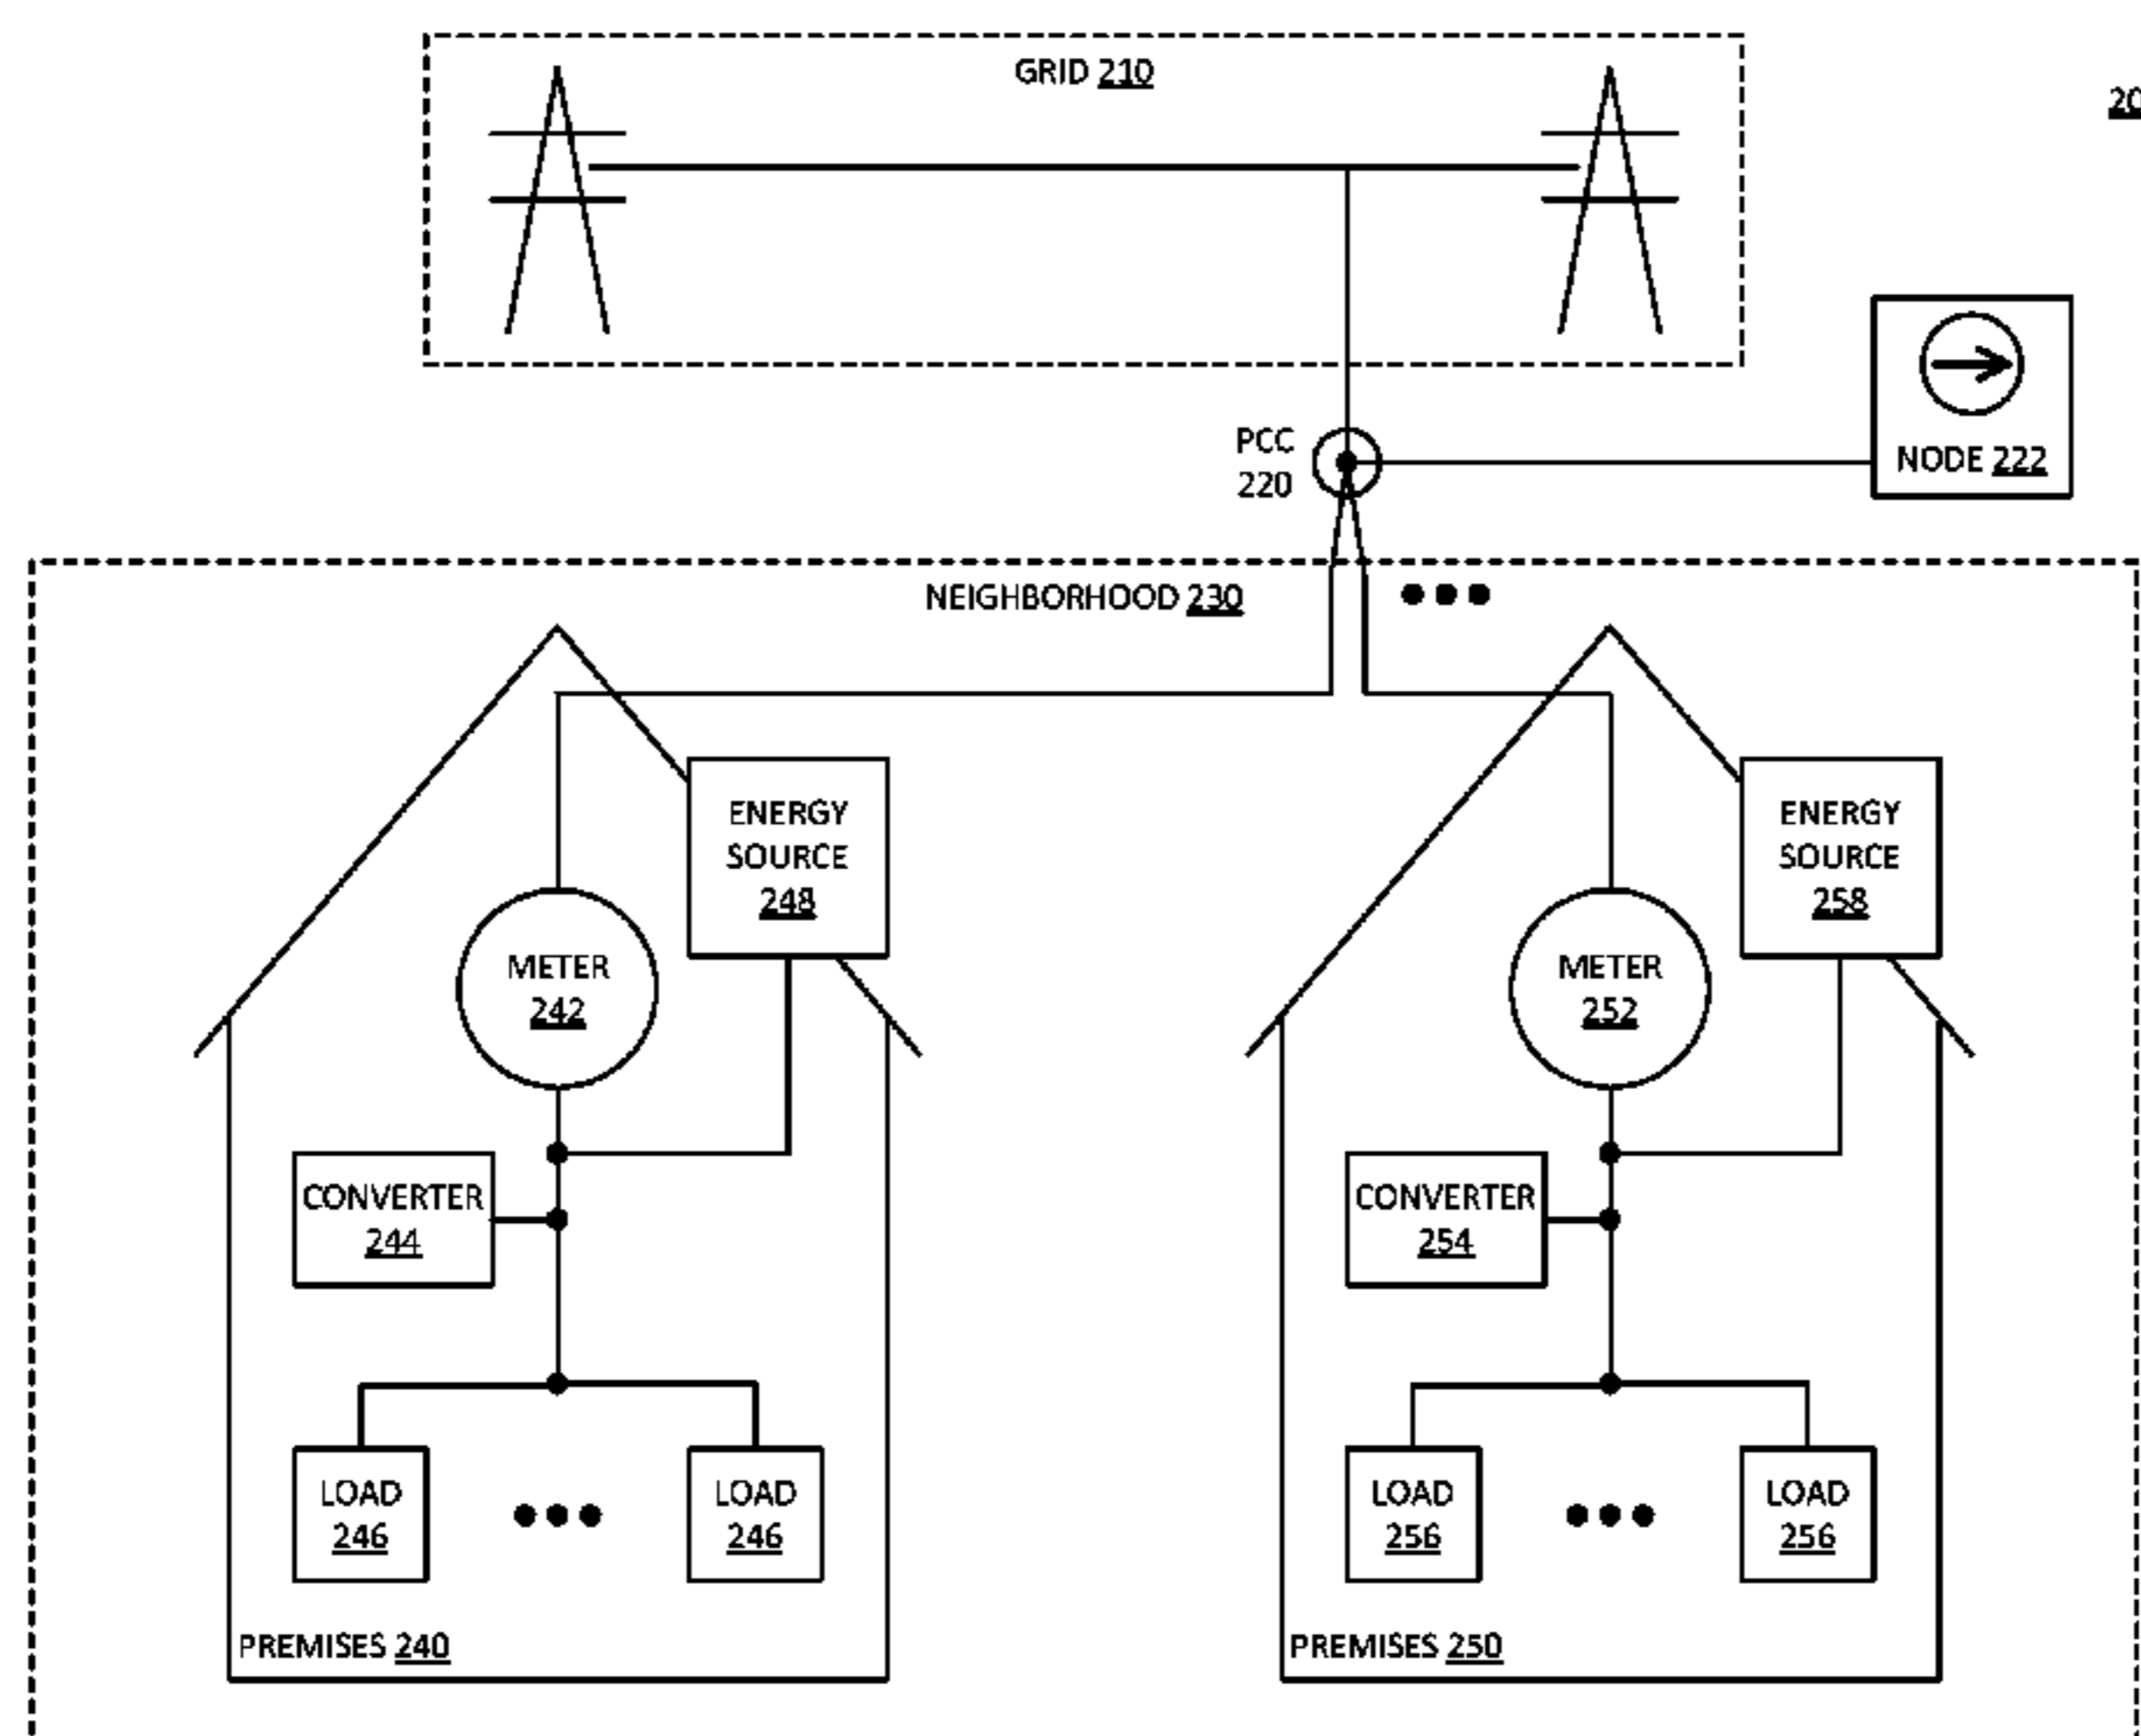 GRID 210
20
PCC
220
NODE 222
NEIGHBORHOOD 230
ENERGY
SOURCE
248
METER
242
CONVERTER
244
LOAD
246
LOAD
246
PREMISES 240
ENERGY
SOURCE
258
METER
252
CONVERTER
254
LOAD
256
LOAD
256
PREMISES 250